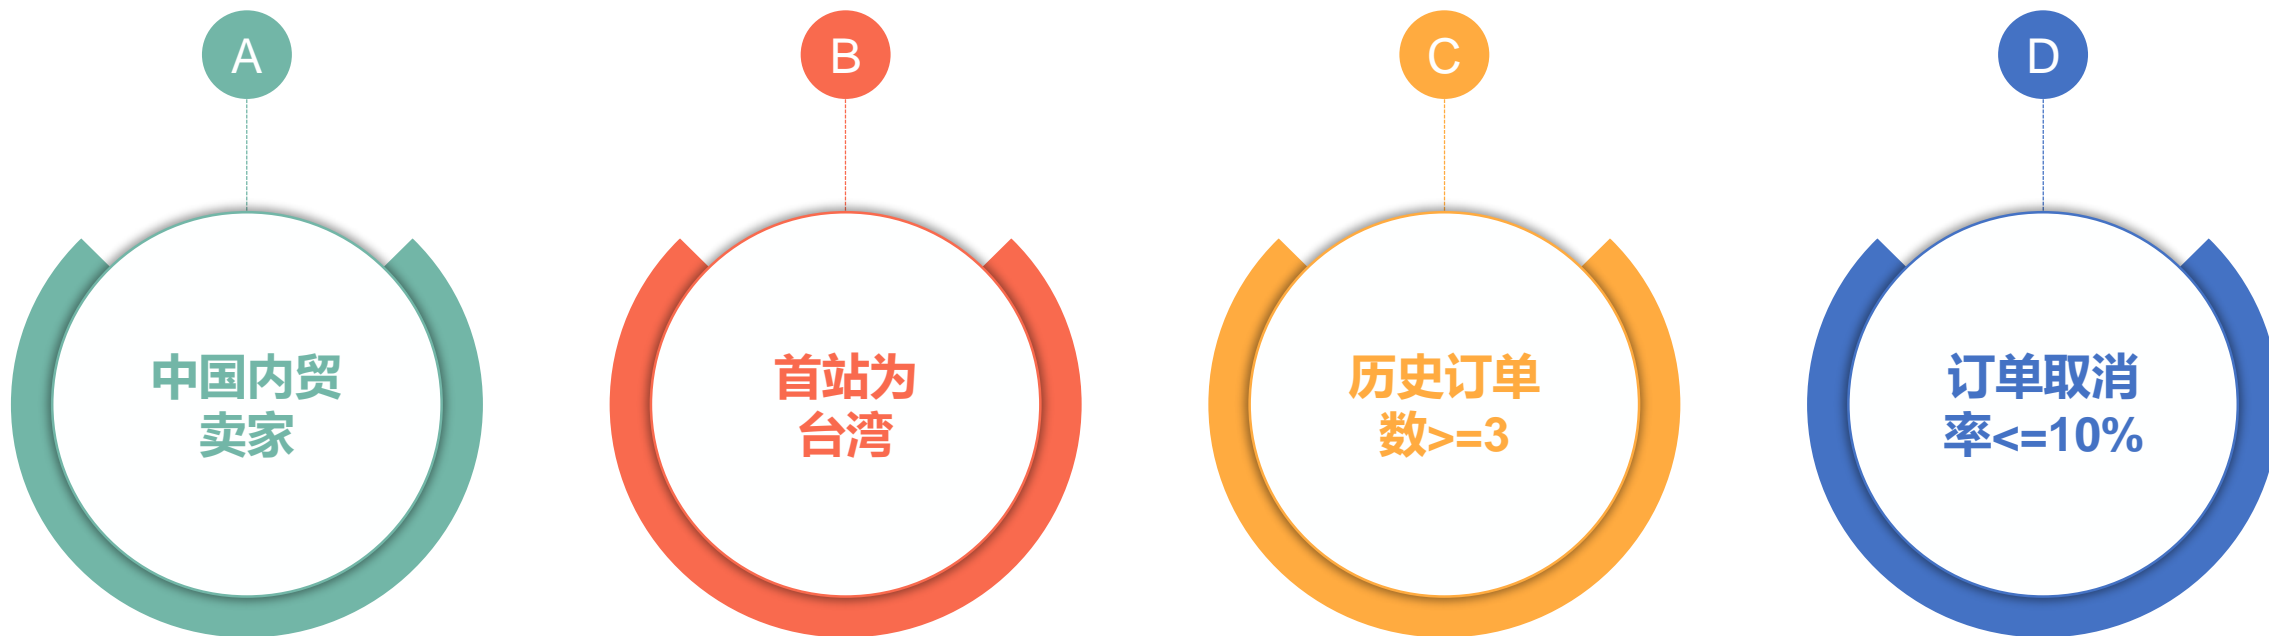 A
中国内贸
卖家
B
首站为
台湾
C
历史订单
数>=3
D
订单取消
率<=10%